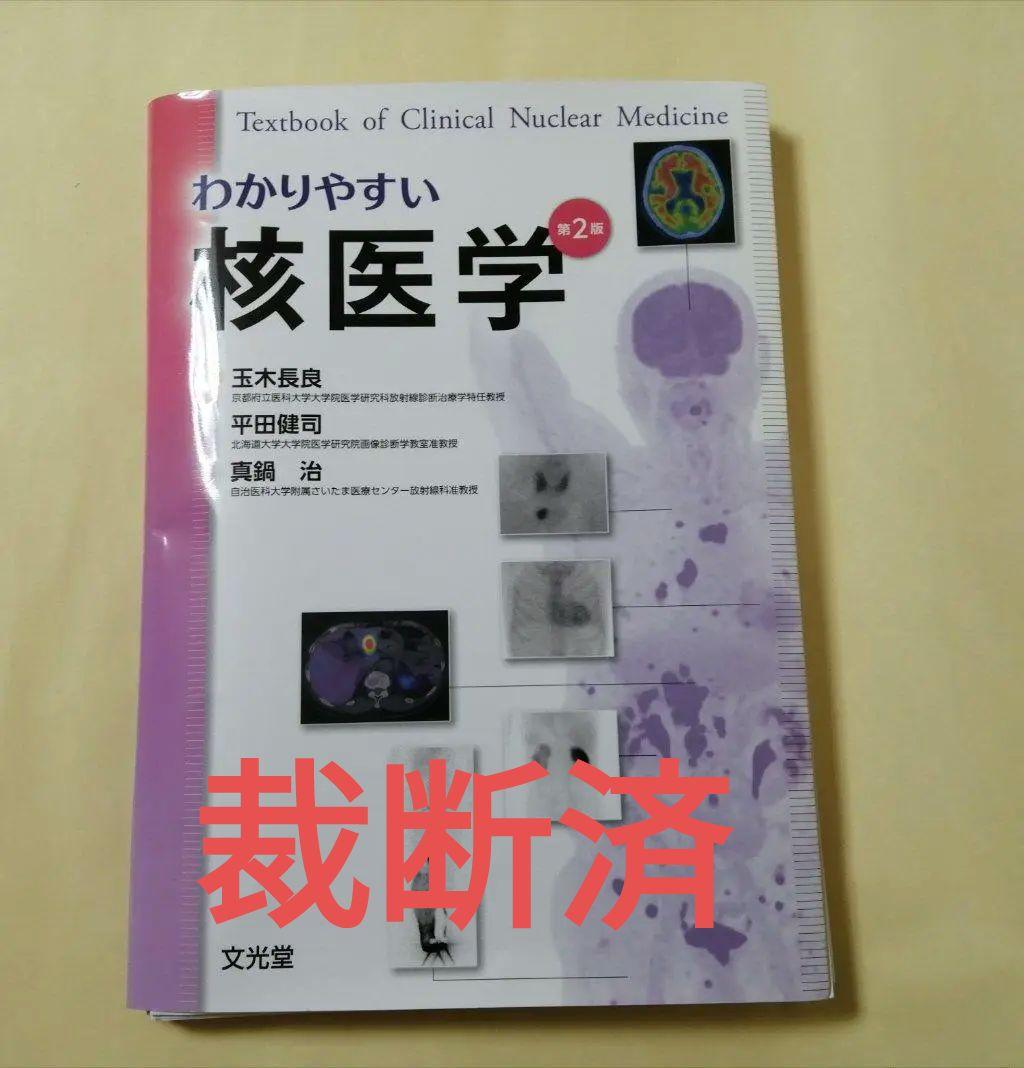 Textbook of Clinical Nuclear Medicine
わかりやすい
核医学
第2版
玉木長良
京都府立医科大学大学院医学研究科放射線診断治療学特任教授
平田健司
北海道大学大学院医学研究院画像診断学教室准教授
真鍋 治
自治医科大学附属さいたま医療センター放射線科准教授
裁断済
文光堂